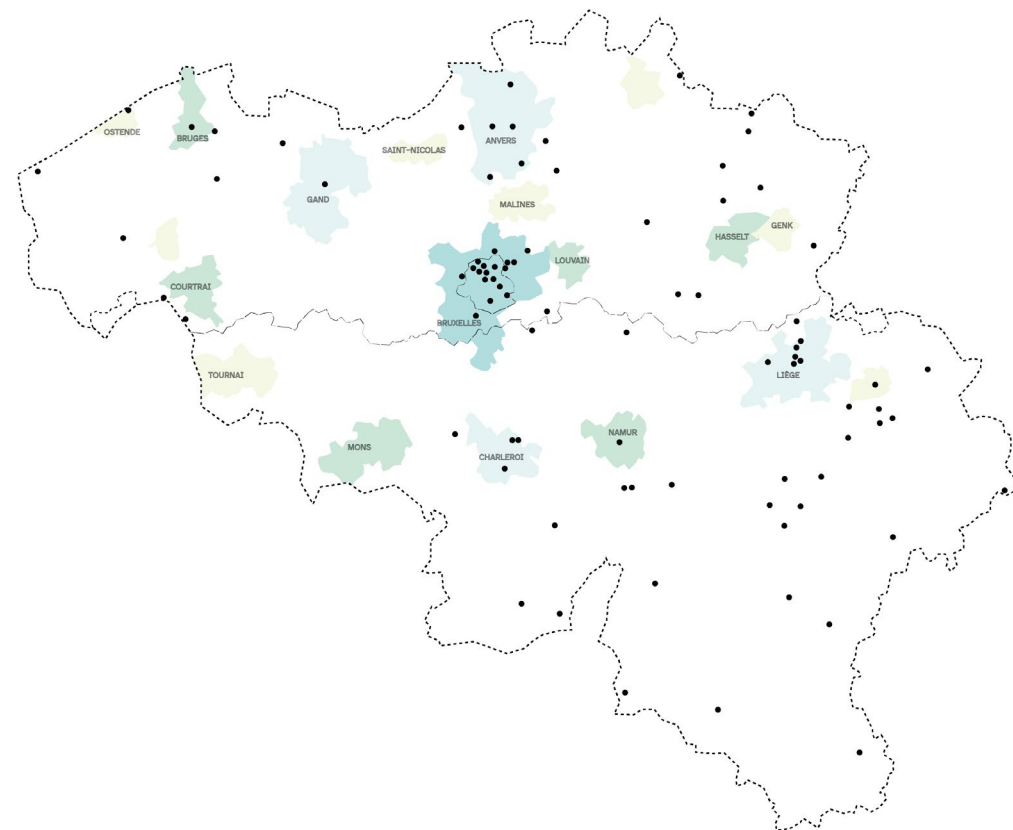 OSTENDE
BRUGES
SAINT-NICOLAS
ANVERS
GAND
MALINES
HASSELT
GENK
LOUVAIN
COURTRAI
BRUXELLES
TOURNAI
LIÈGE
MONS
CHARLEROI
NAMUR